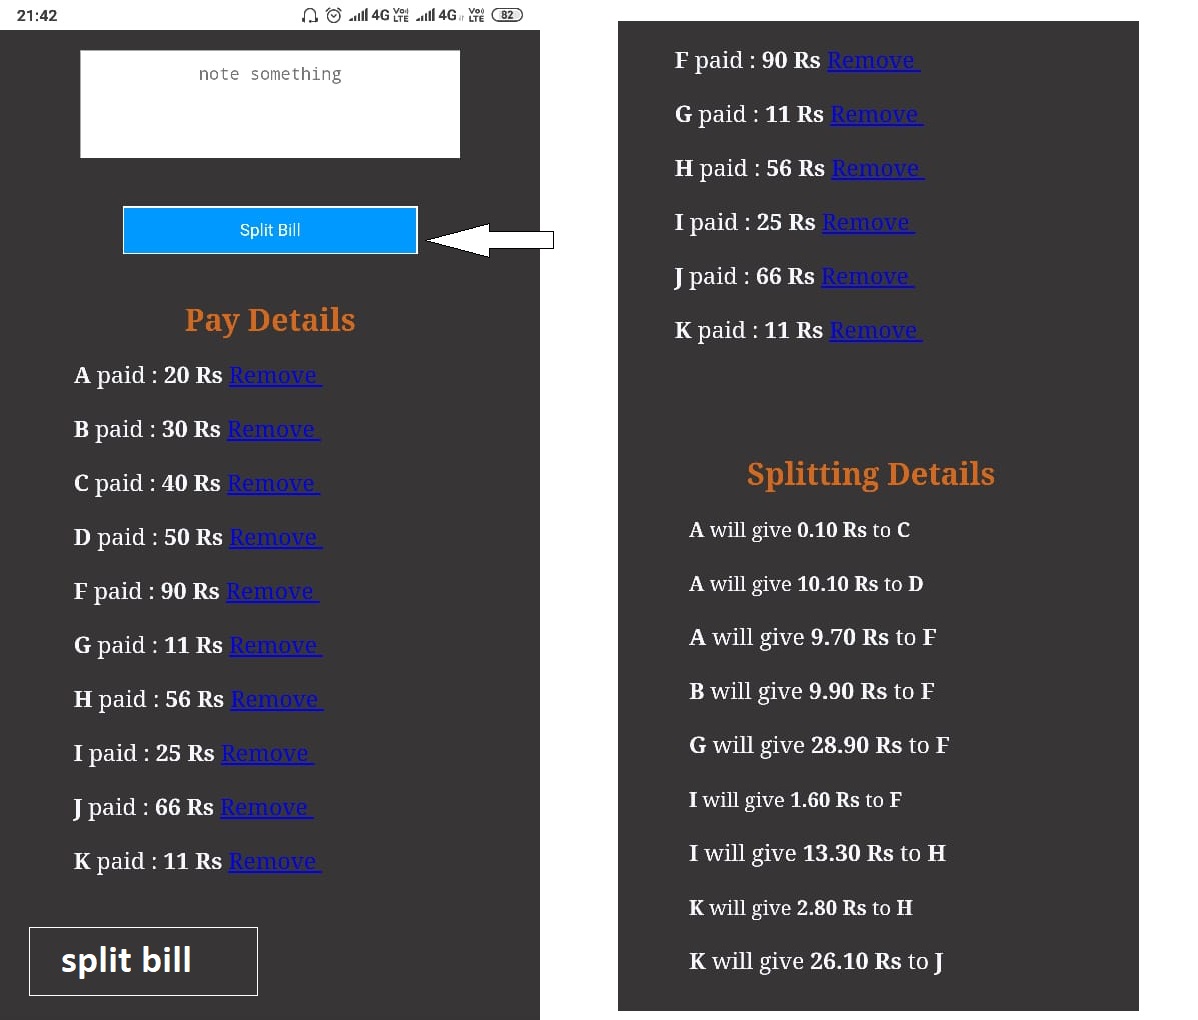 21:42
4G Vo) LTE 4G Vo) LTE 82
note something
Split Bill
Pay Details
A paid : 20 Rs Remove
B paid : 30 Rs Remove
C paid : 40 Rs Remove
D paid : 50 Rs Remove
F paid : 90 Rs Remove
G paid : 11 Rs Remove
H paid : 56 Rs Remove
I paid : 25 Rs Remove
J paid : 66 Rs Remove
K paid : 11 Rs Remove
split bill
F paid : 90 Rs Remove
G paid : 11 Rs Remove
H paid : 56 Rs Remove
I paid : 25 Rs Remove
J paid : 66 Rs Remove
K paid : 11 Rs Remove
Splitting Details
A will give 0.10 Rs to C
A will give 10.10 Rs to D
A will give 9.70 Rs to F
B will give 9.90 Rs to F
G will give 28.90 Rs to F
I will give 1.60 Rs to F
I will give 13.30 Rs to H
K will give 2.80 Rs to H
K will give 26.10 Rs to J